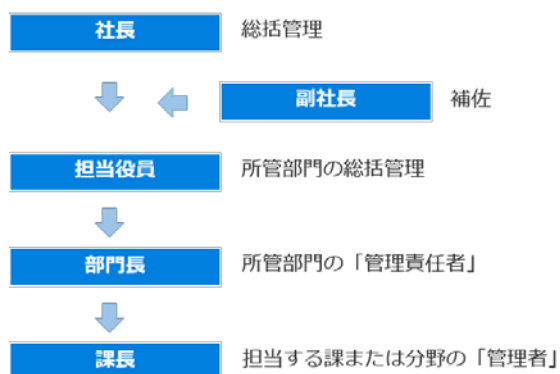 社長 総括管理
副社長 補佐
担当役員 所管部門の総括管理
部門長 所管部門の「管理責任者」
課長 担当する課または分野の「管理者」